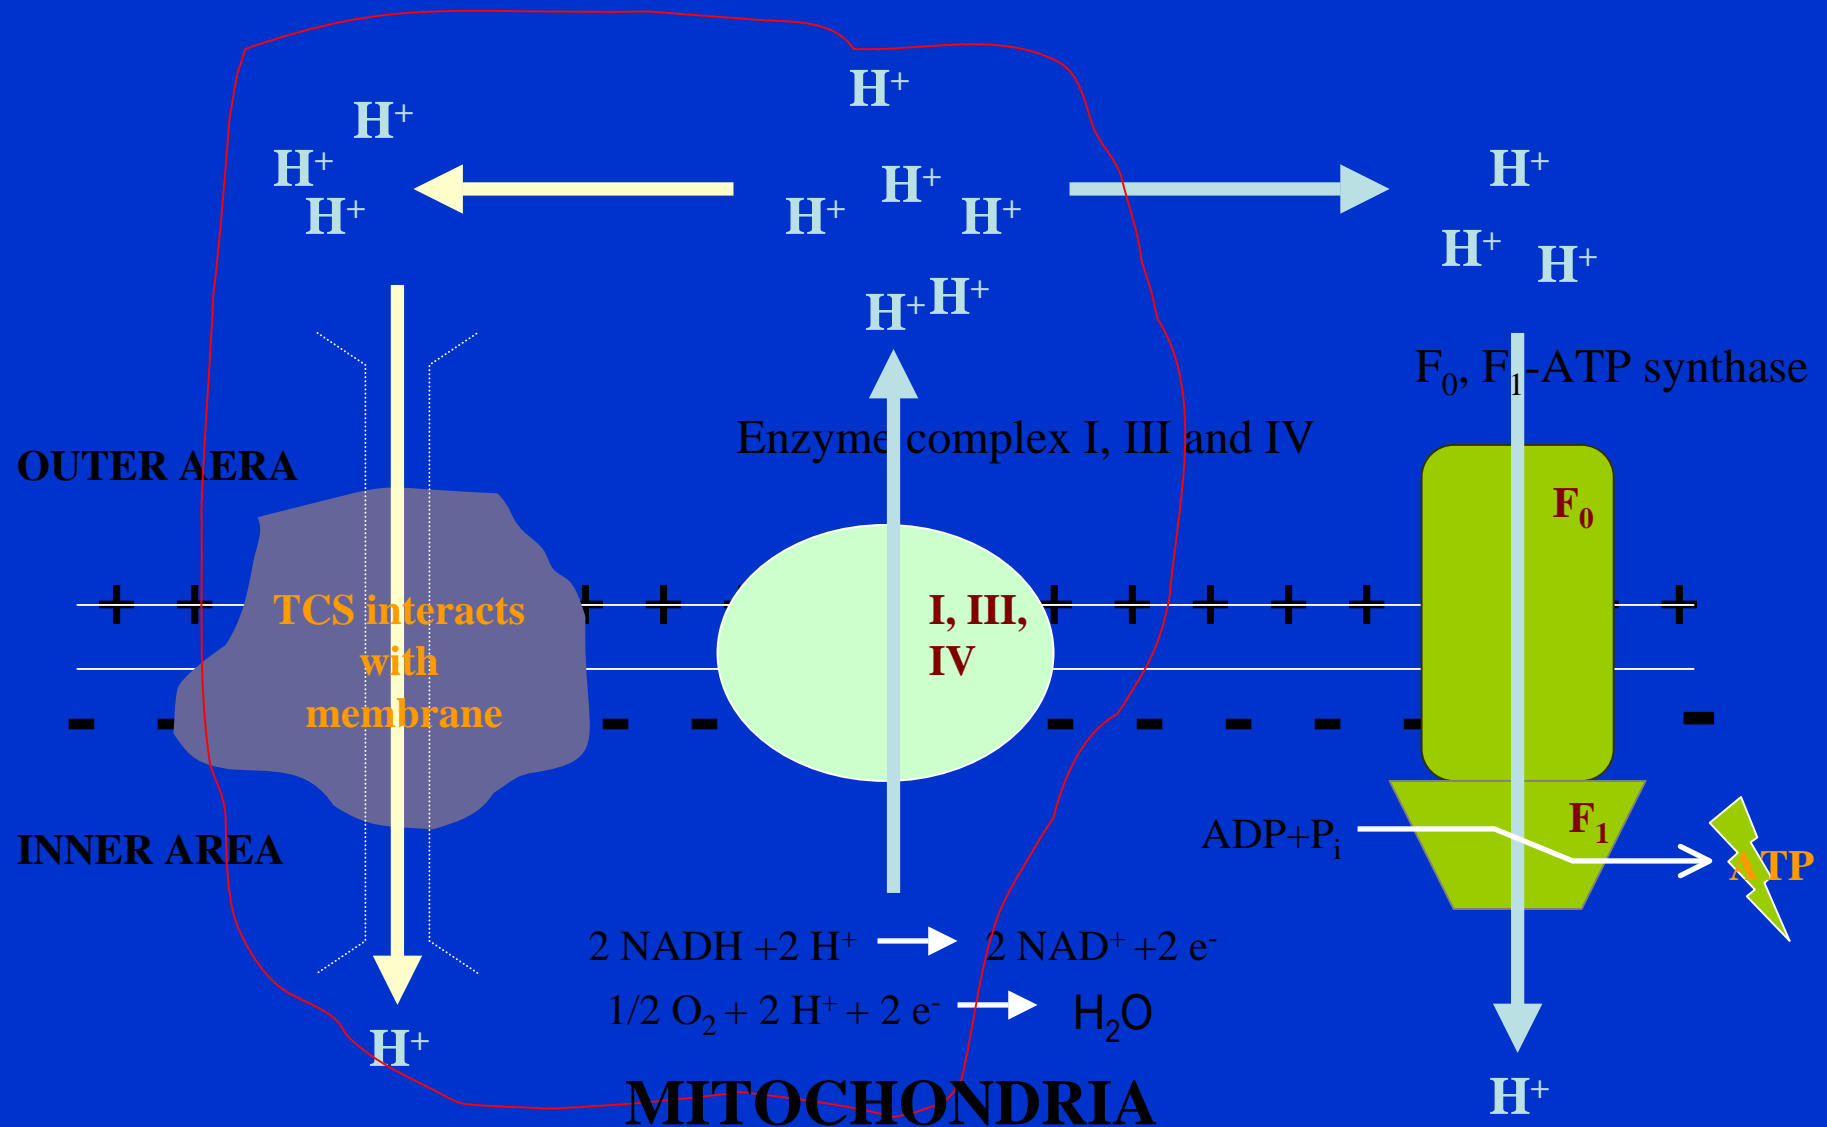 H⁺
H⁺
H⁺
H⁺
H⁺
H⁺
H⁺
H⁺
H⁺
H⁺
H⁺
H⁺
F₀, F₁-ATP synthase
Enzyme complex I, III and IV
OUTER AERA
F₀
+ + + + + + + + + +
TCS interacts
with
membrane
I, III,
IV
- - - - - - - - - -
F₁
ADP+Pᵢ
INNER AREA
ATP
2 NADH +2 H⁺ 2 NAD⁺ +2 e⁻
1/2 O₂ + 2 H⁺ + 2 e⁻ H₂O
H⁺
H⁺
MITOCHONDRIA